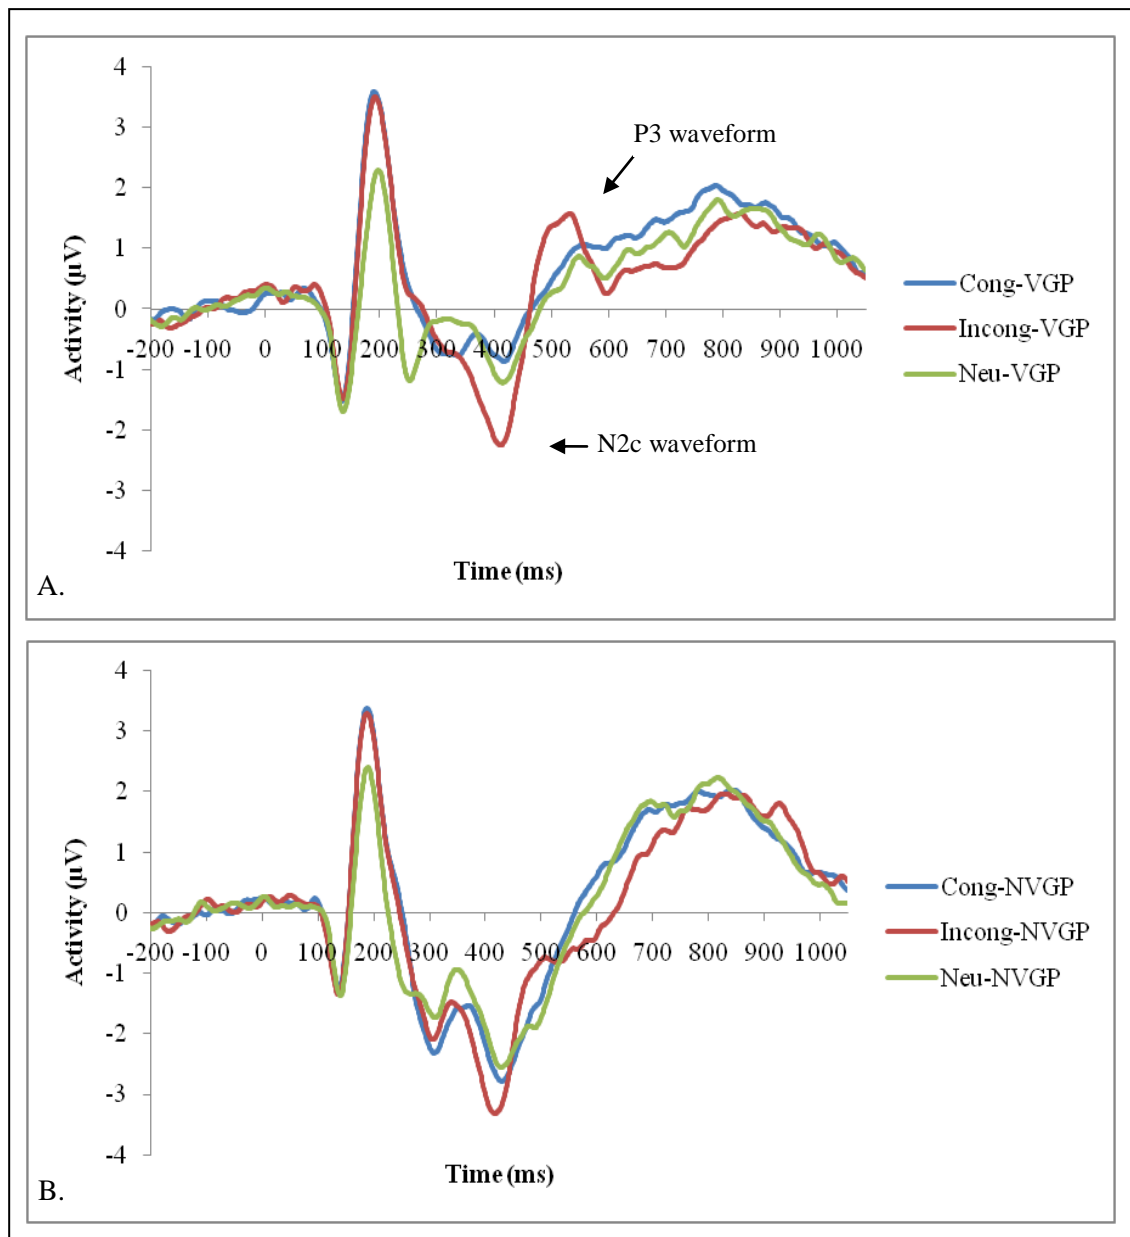 4
3
2
1
0
-1
-2
-3
-4
Activity (µV)
-200 -100 0 100 200 300 400 500 600 700 800 900 1000
P3 waveform
N2c waveform
Cong-VGP
Incong-VGP
Neu-VGP
Time (ms)
A.
4
3
2
1
0
-1
-2
-3
-4
Activity (µV)
-200 -100 0 100 200 300 400 500 600 700 800 900 1000
Cong-NVGP
Incong-NVGP
Neu-NVGP
Time (ms)
B.